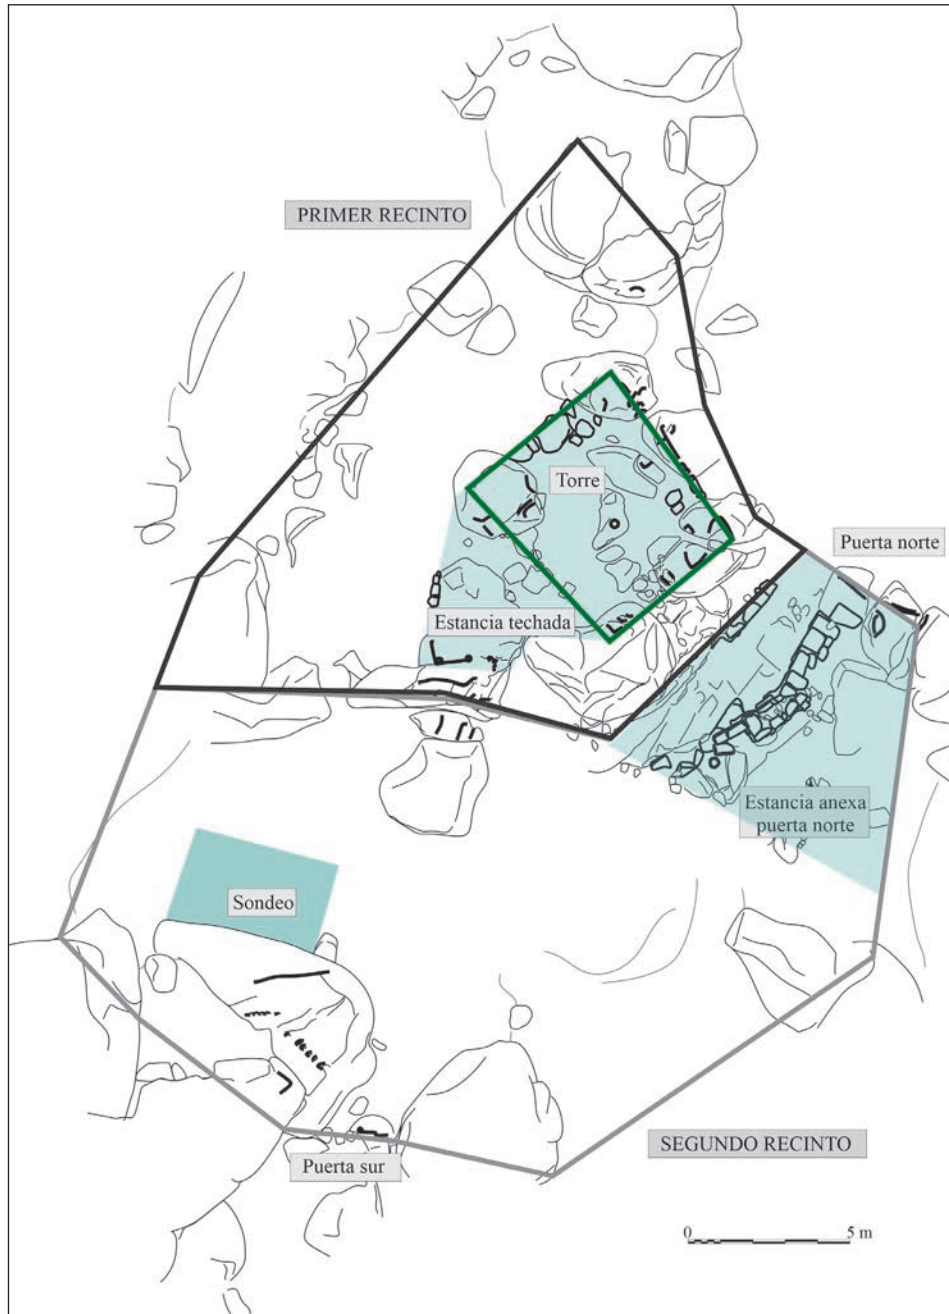 PRIMER RECINTO
Torre
Puerta norte
Estancia techada
Estancia anexa
puerta norte
Sondeo
SEGUNDO RECINTO
Puerta sur
0 5 m